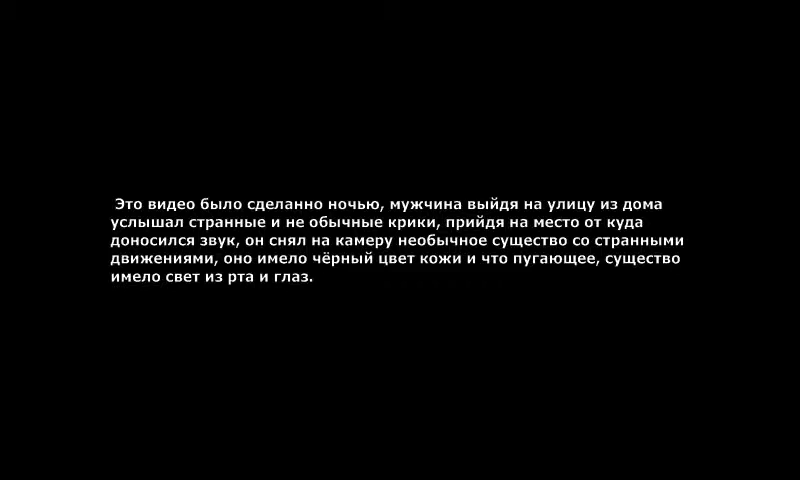 Это видео было сделанно ночью, мужчина выйдя на улицу из дома
услышал странные и не обычные крики, прийдя на место от куда
доносился звук, он снял на камеру необычное существо со странными
движениями, оно имело чёрный цвет кожи и что пугающее, существо
имело свет из рта и глаз.